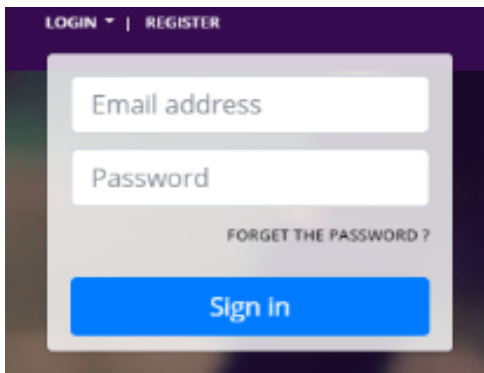 LOGIN | REGISTER
Email address
Password
FORGET THE PASSWORD ?
Sign in